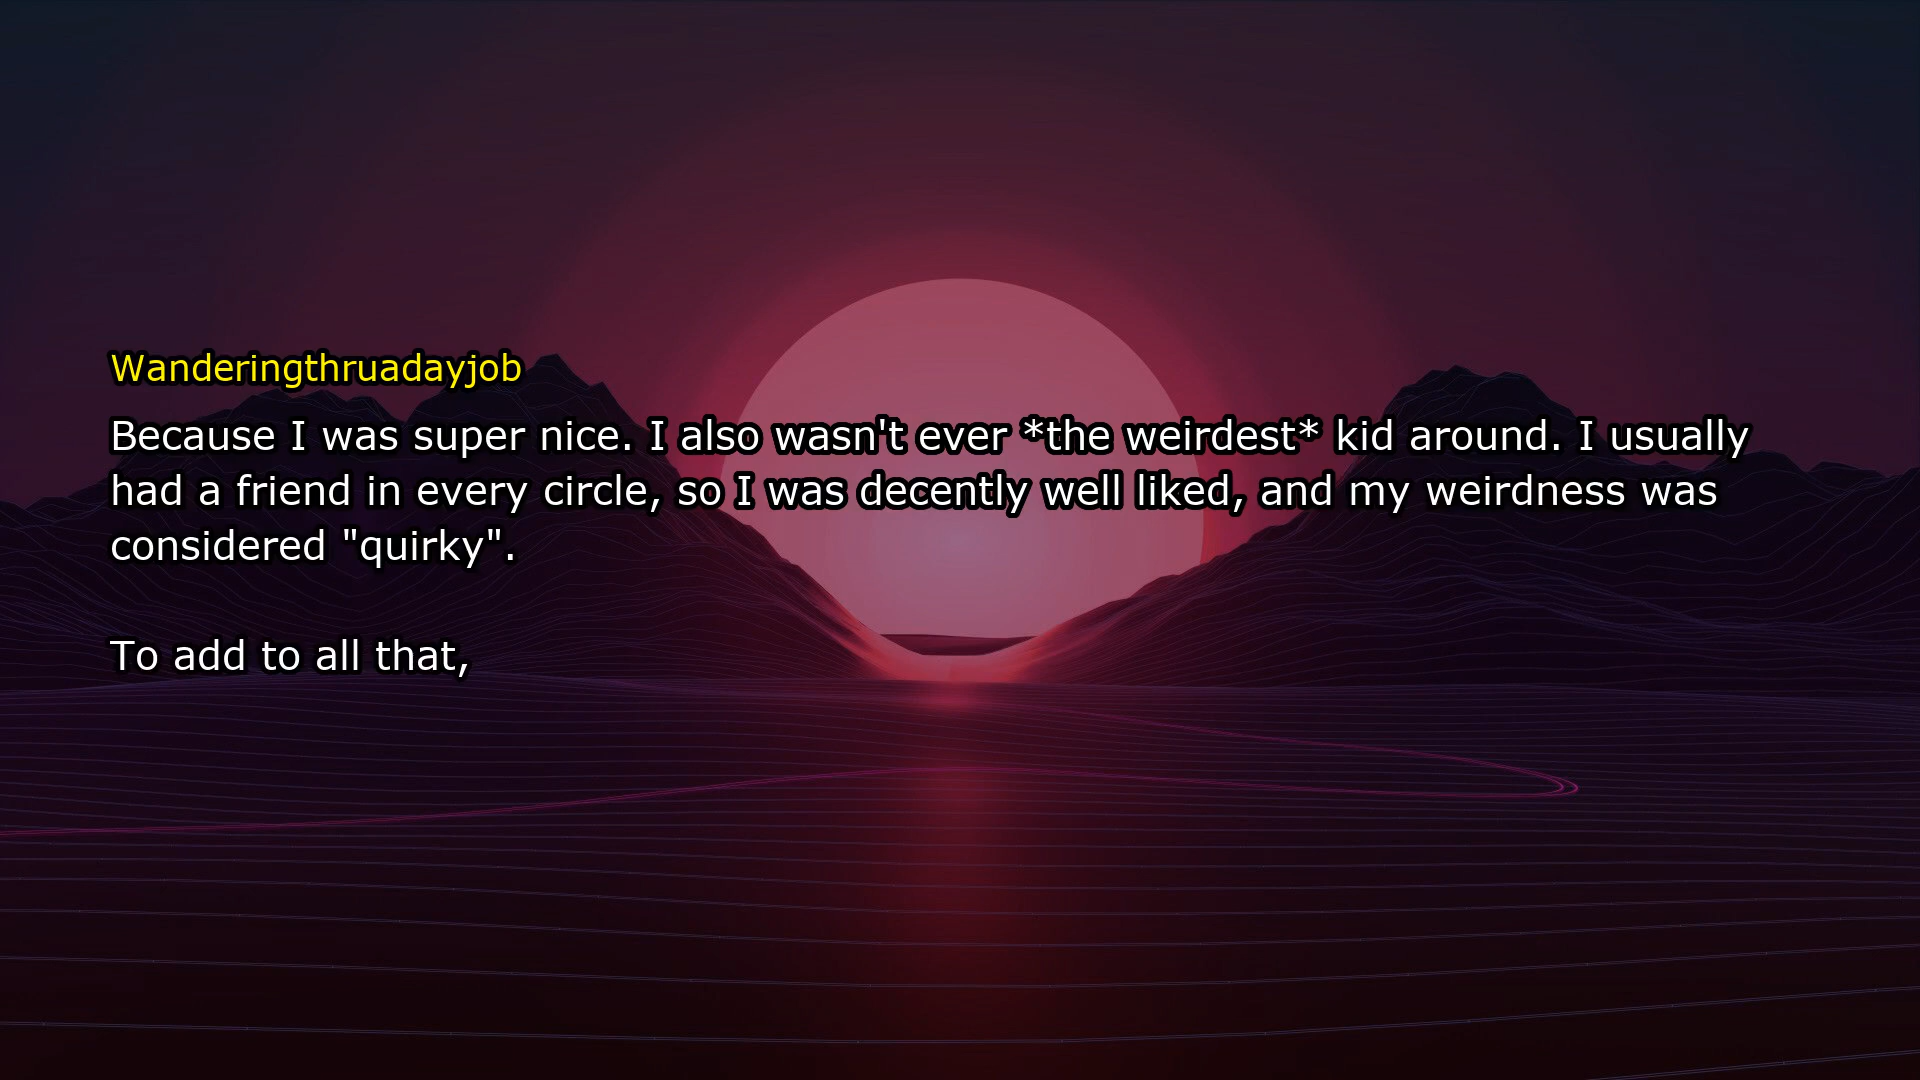 Wanderingthruadayjob
Because I was super nice. I also wasn't ever *the weirdest* kid around. I usually
had a friend in every circle, so I was decently well liked, and my weirdness was
considered "quirky".
To add to all that,